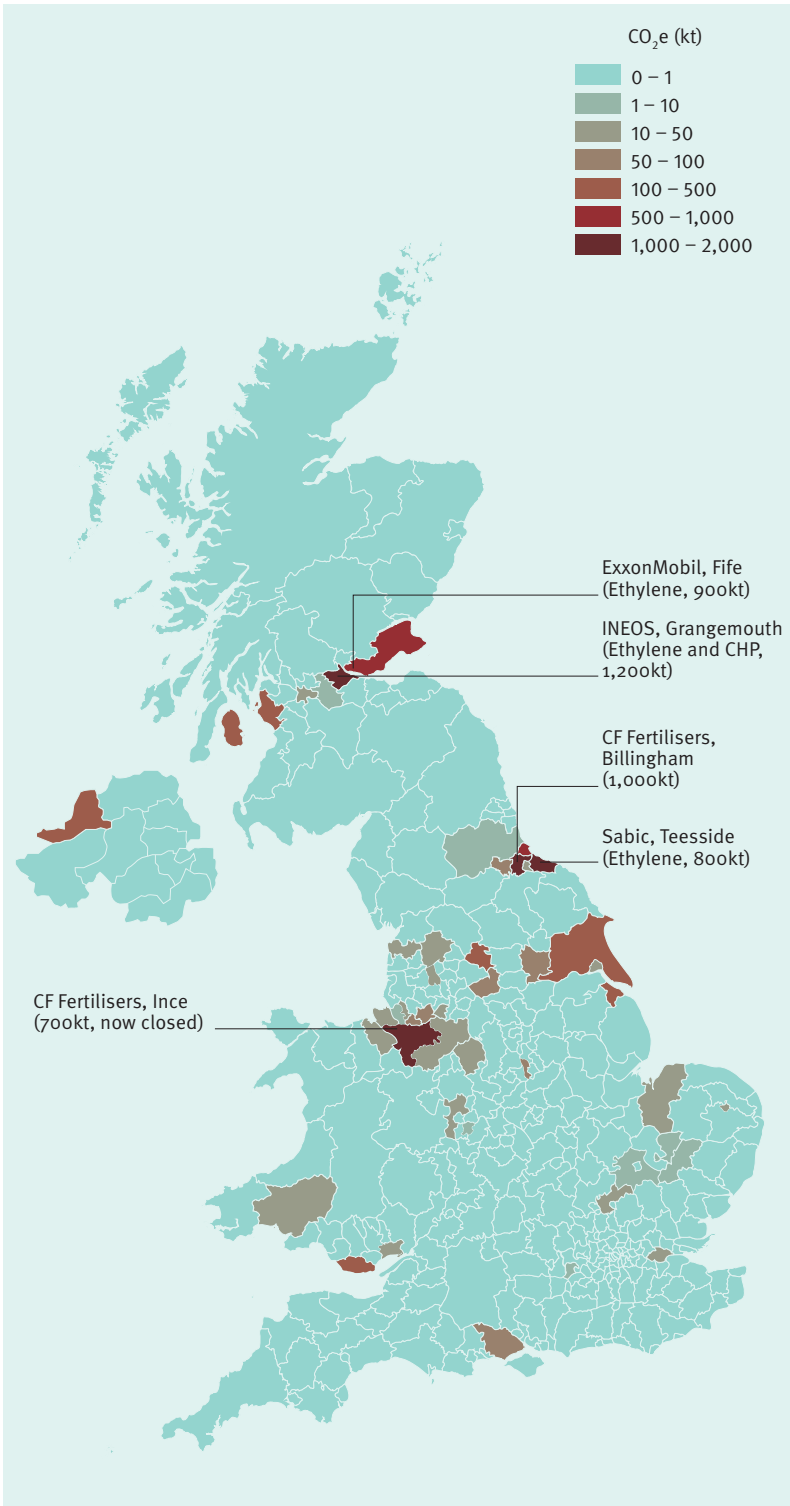 CO₂e (kt)
0 – 1
1 – 10
10 – 50
50 – 100
100 – 500
500 – 1,000
1,000 – 2,000
ExxonMobil, Fife
(Ethylene, 900kt)
INEOS, Grangemouth
(Ethylene and CHP,
1,200kt)
CF Fertilisers,
Billingham
(1,000kt)
Sabic, Teesside
(Ethylene, 800kt)
CF Fertilisers, Ince
(700kt, now closed)